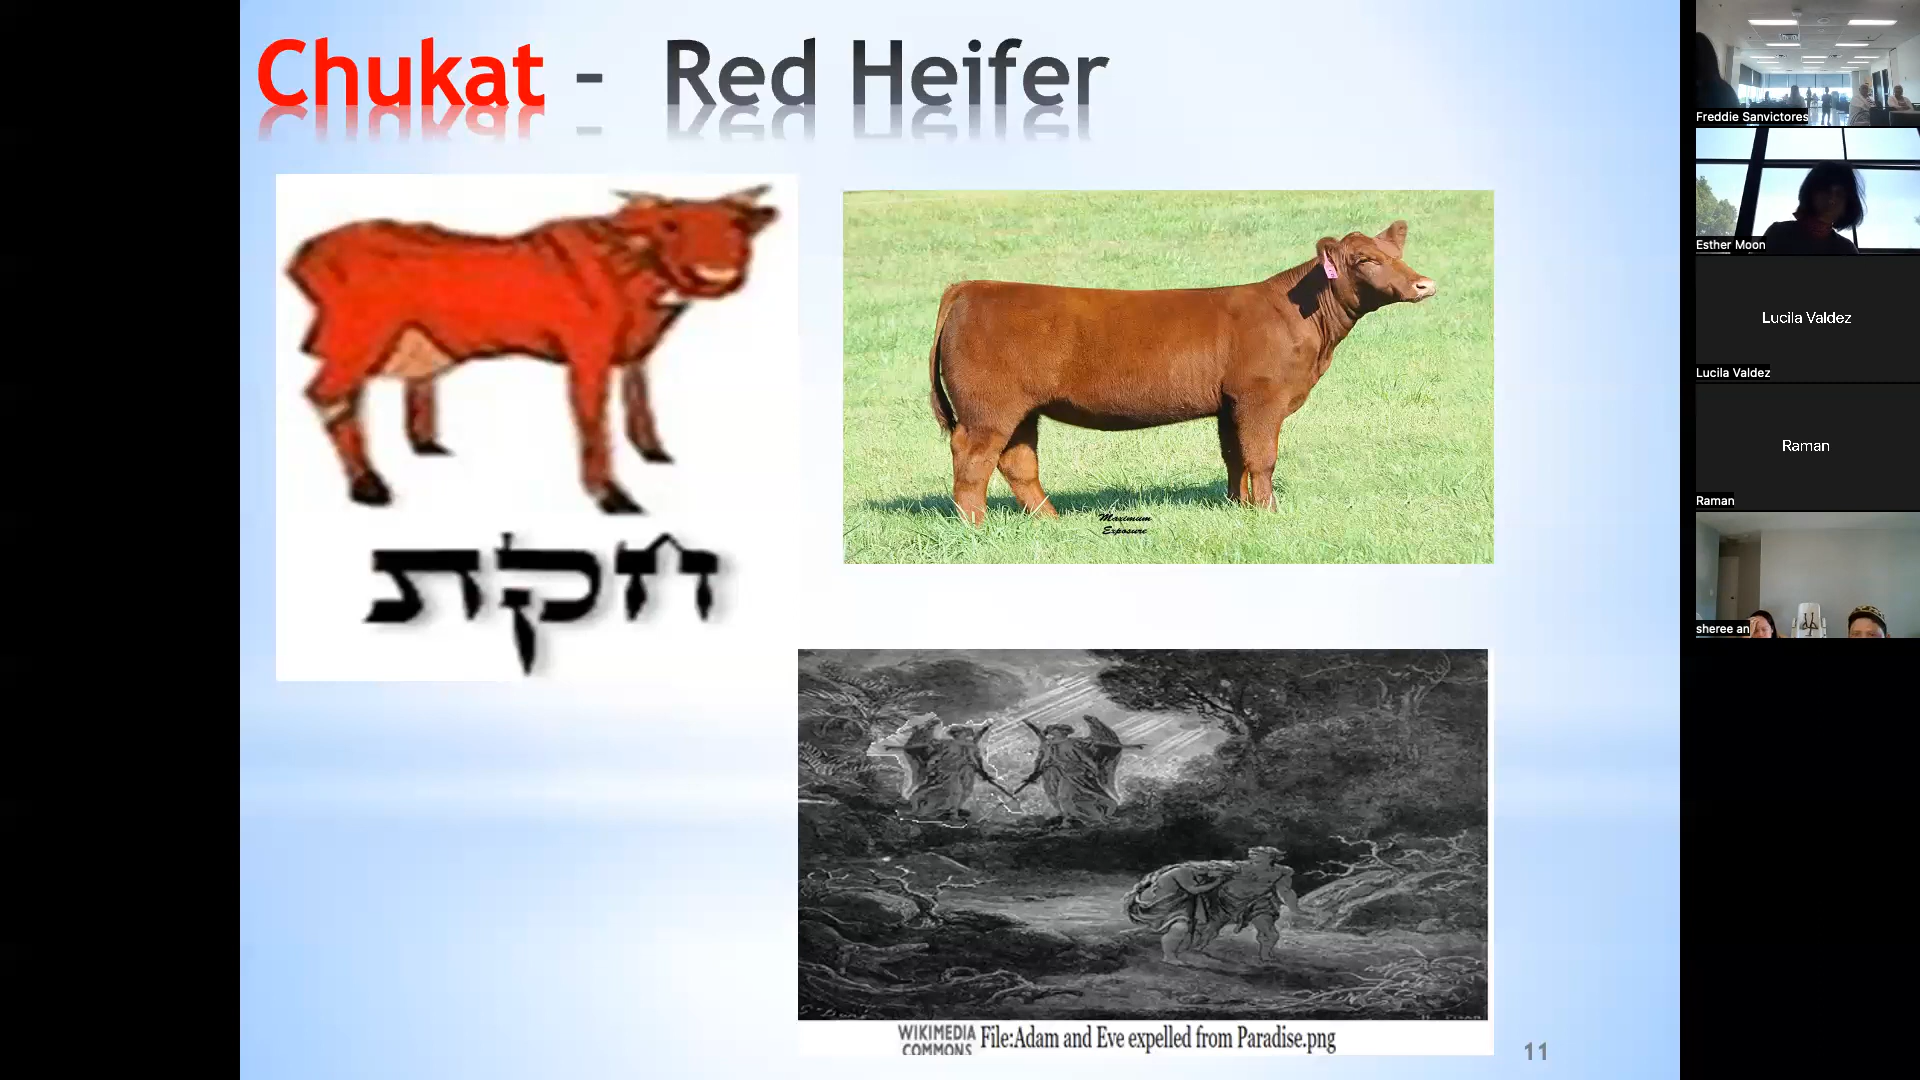 Chukat - Red Heifer
חקת
Maximum
Exposure
WIKIMEDIA
COMMONS
File:Adam and Eve expelled from Paradise.png
11
Freddie Sanvictores
Esther Moon
Lucila Valdez
Lucila Valdez
Raman
Raman
sheree an